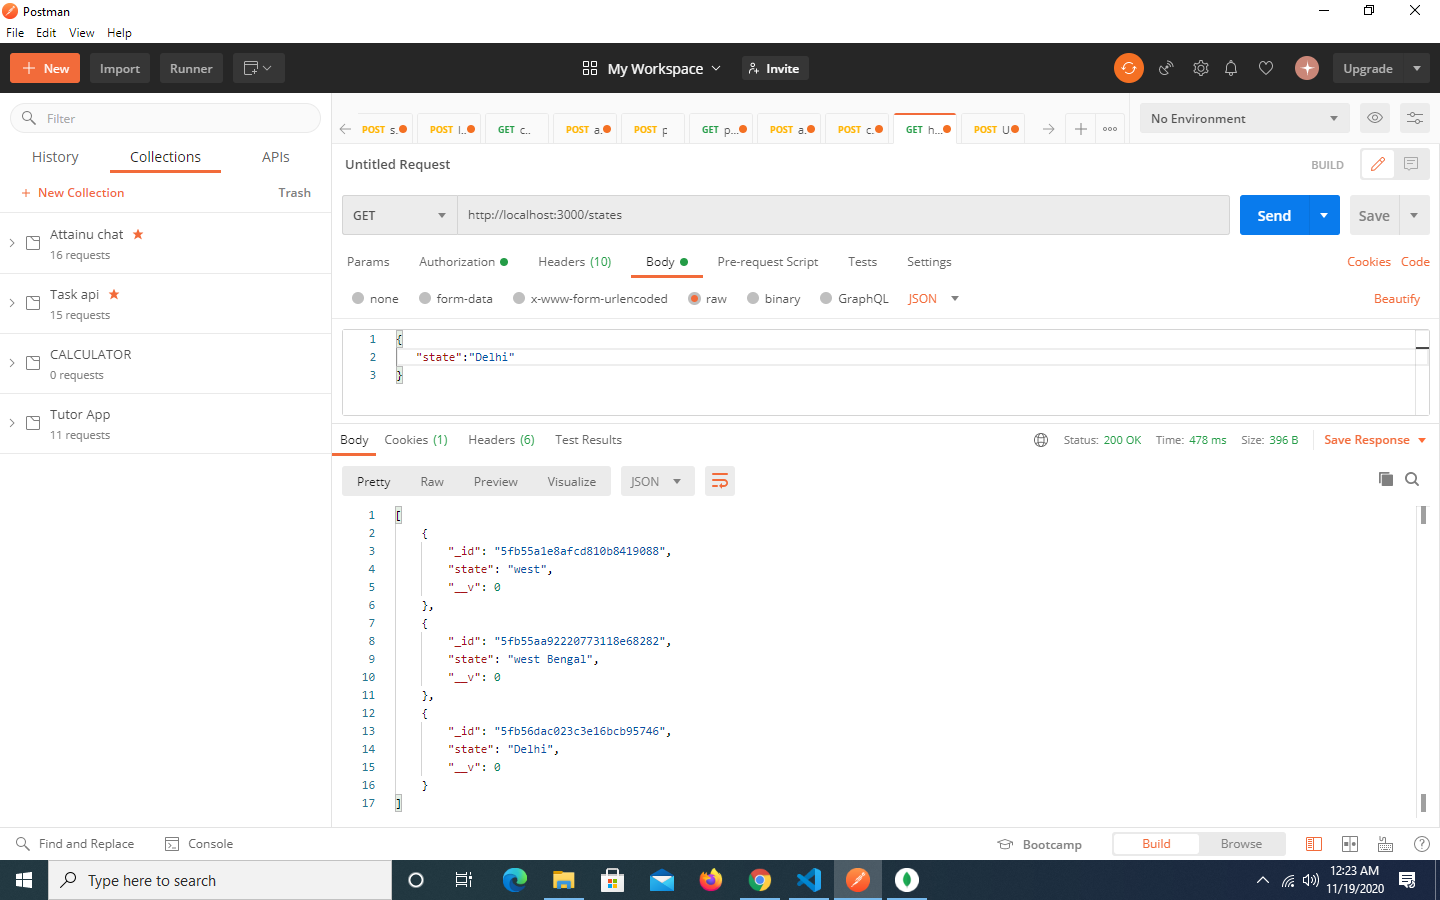 Postman
File Edit View Help
New Import Runner My Workspace Invite Upgrade
Filter
History Collections APIs
+ New Collection Trash
Attainu chat
16 requests
Task api
15 requests
CALCULATOR
0 requests
Tutor App
11 requests
POST s.. POST l.. GET c.. POST a.. POST p GET p... POST a.. POST c.. GET h... POST U No Environment
Untitled Request BUILD
GET http://localhost:3000/states Send Save
Params Authorization Headers (10) Body Pre-request Script Tests Settings Cookies Code
none form-data x-www-form-urlencoded raw binary GraphQL JSON Beautify
1 {
2 "state":"Delhi"
3 }
Body Cookies (1) Headers (6) Test Results Status: 200 OK Time: 478 ms Size: 396 B Save Response
Pretty Raw Preview Visualize JSON
1 [
2 {
3 "_id": "5fb55a1e8afcd810b8419088",
4 "state": "west",
5 "__v": 0
6 },
7 {
8 "_id": "5fb55aa92220773118e68282",
9 "state": "west Bengal",
10 "__v": 0
11 },
12 {
13 "_id": "5fb56dac023c3e16bcb95746",
14 "state": "Delhi",
15 "__v": 0
16 }
17 ]
Find and Replace Console Bootcamp Build Browse
Type here to search 12:23 AM
11/19/2020